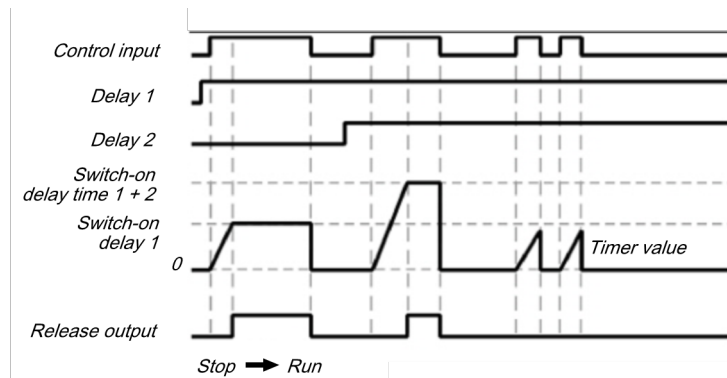 Control input
Delay 1
Delay 2
Switch-on
delay time 1 + 2
Switch-on
delay 1
0
Timer value
Release output
Stop → Run